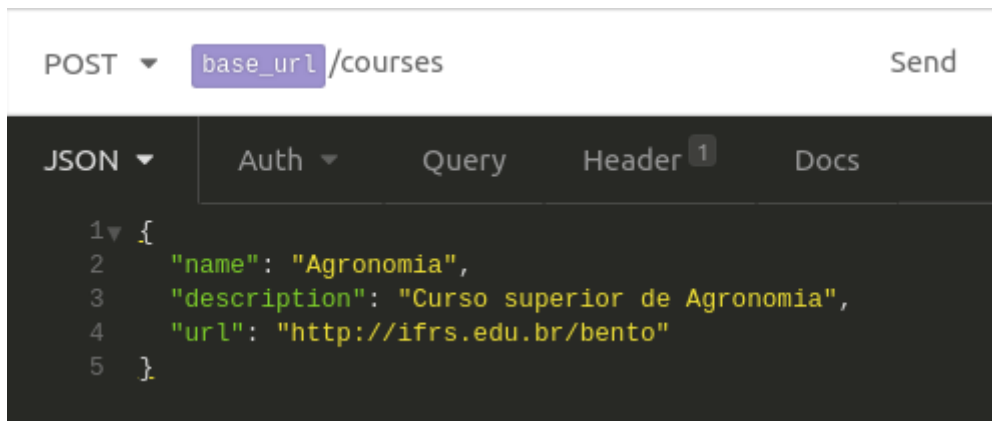 POST base_url/courses Send
JSON Auth Query Header 1 Docs
1 {
2 "name": "Agronomia",
3 "description": "Curso superior de Agronomia",
4 "url": "http://ifrs.edu.br/bento"
5 }